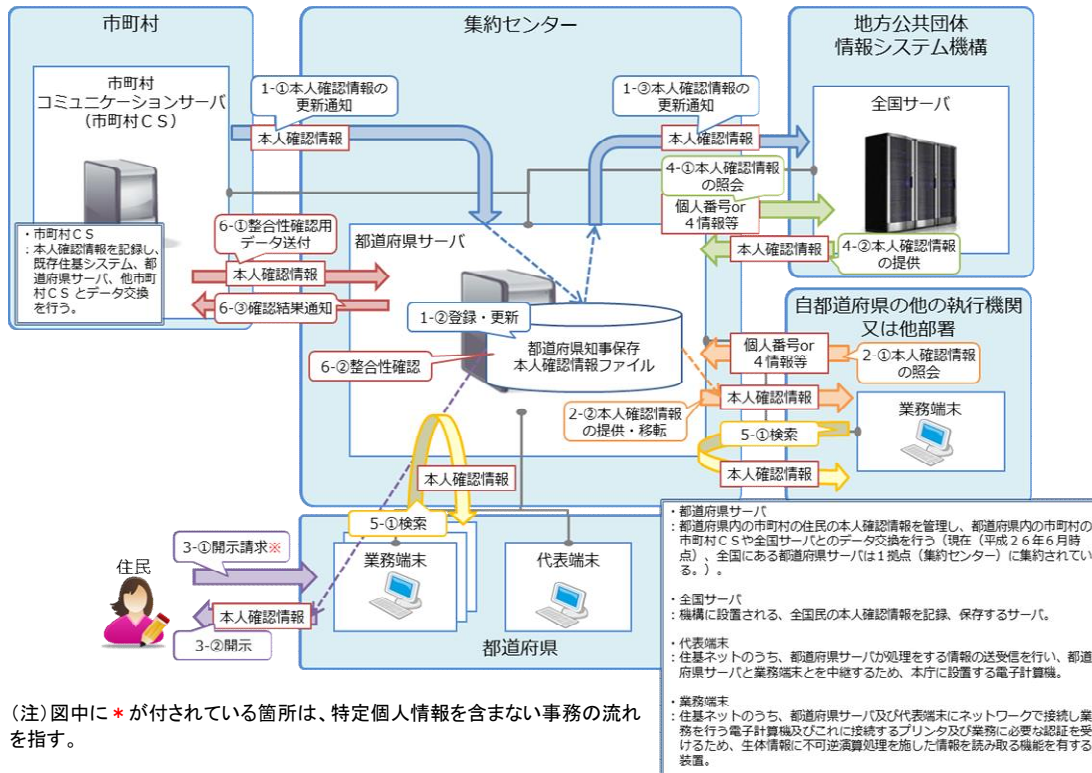 市町村
集約センター
地方公共団体
情報システム機構
市町村
コミュニケーションサーバ
(市町村CS)
1-①本人確認情報の
更新通知
本人確認情報
1-③本人確認情報の
更新通知
本人確認情報
全国サーバ
4-①本人確認情報
の照会
個人番号or
4情報等
本人確認情報
4-②本人確認情報
の提供
・市町村CS
:本人確認情報を記録し、
既存住基システム、都
道府県サーバ、他市町
村CS とデータ交換
を行う。
6-①整合性確認用
データ送付
本人確認情報
6-③確認結果通知
都道府県サーバ
1-②登録・更新
都道府県知事保存
本人確認情報ファイル
6-②整合性確認
自都道府県の他の執行機関
又は他部署
個人番号or
4情報等
2-①本人確認情報
の照会
本人確認情報
2-②本人確認情報
の提供・移転
業務端末
5-①検索
本人確認情報
本人確認情報
5-①検索
3-①開示請求※
住民
本人確認情報
3-②開示
業務端末
代表端末
都道府県
・都道府県サーバ
:都道府県内の市町村の住民の本人確認情報を管理し、都道府県内の市町村の
市町村CSや全国サーバとのデータ交換を行う(現在(平成26年6月時
点)、全国にある都道府県サーバは1拠点(集約センター)に集約されてい
る。)。
・全国サーバ
:機構に設置される、全国民の本人確認情報を記録、保存するサーバ。
・代表端末
:住基ネットのうち、都道府県サーバが処理をする情報の送受信を行い、都道
府県サーバと業務端末とを中継するため、本庁に設置する電子計算機。
・業務端末
:住基ネットのうち、都道府県サーバ及び代表端末にネットワークで接続し業
務を行う電子計算機及びこれに接続するプリンタ及び業務に必要な認証を受
けるため、生体情報に不可逆演算処理を施した情報を読み取る機能を有する
装置。
(注)図中に*が付されている箇所は、特定個人情報を含まない事務の流れ
を指す。